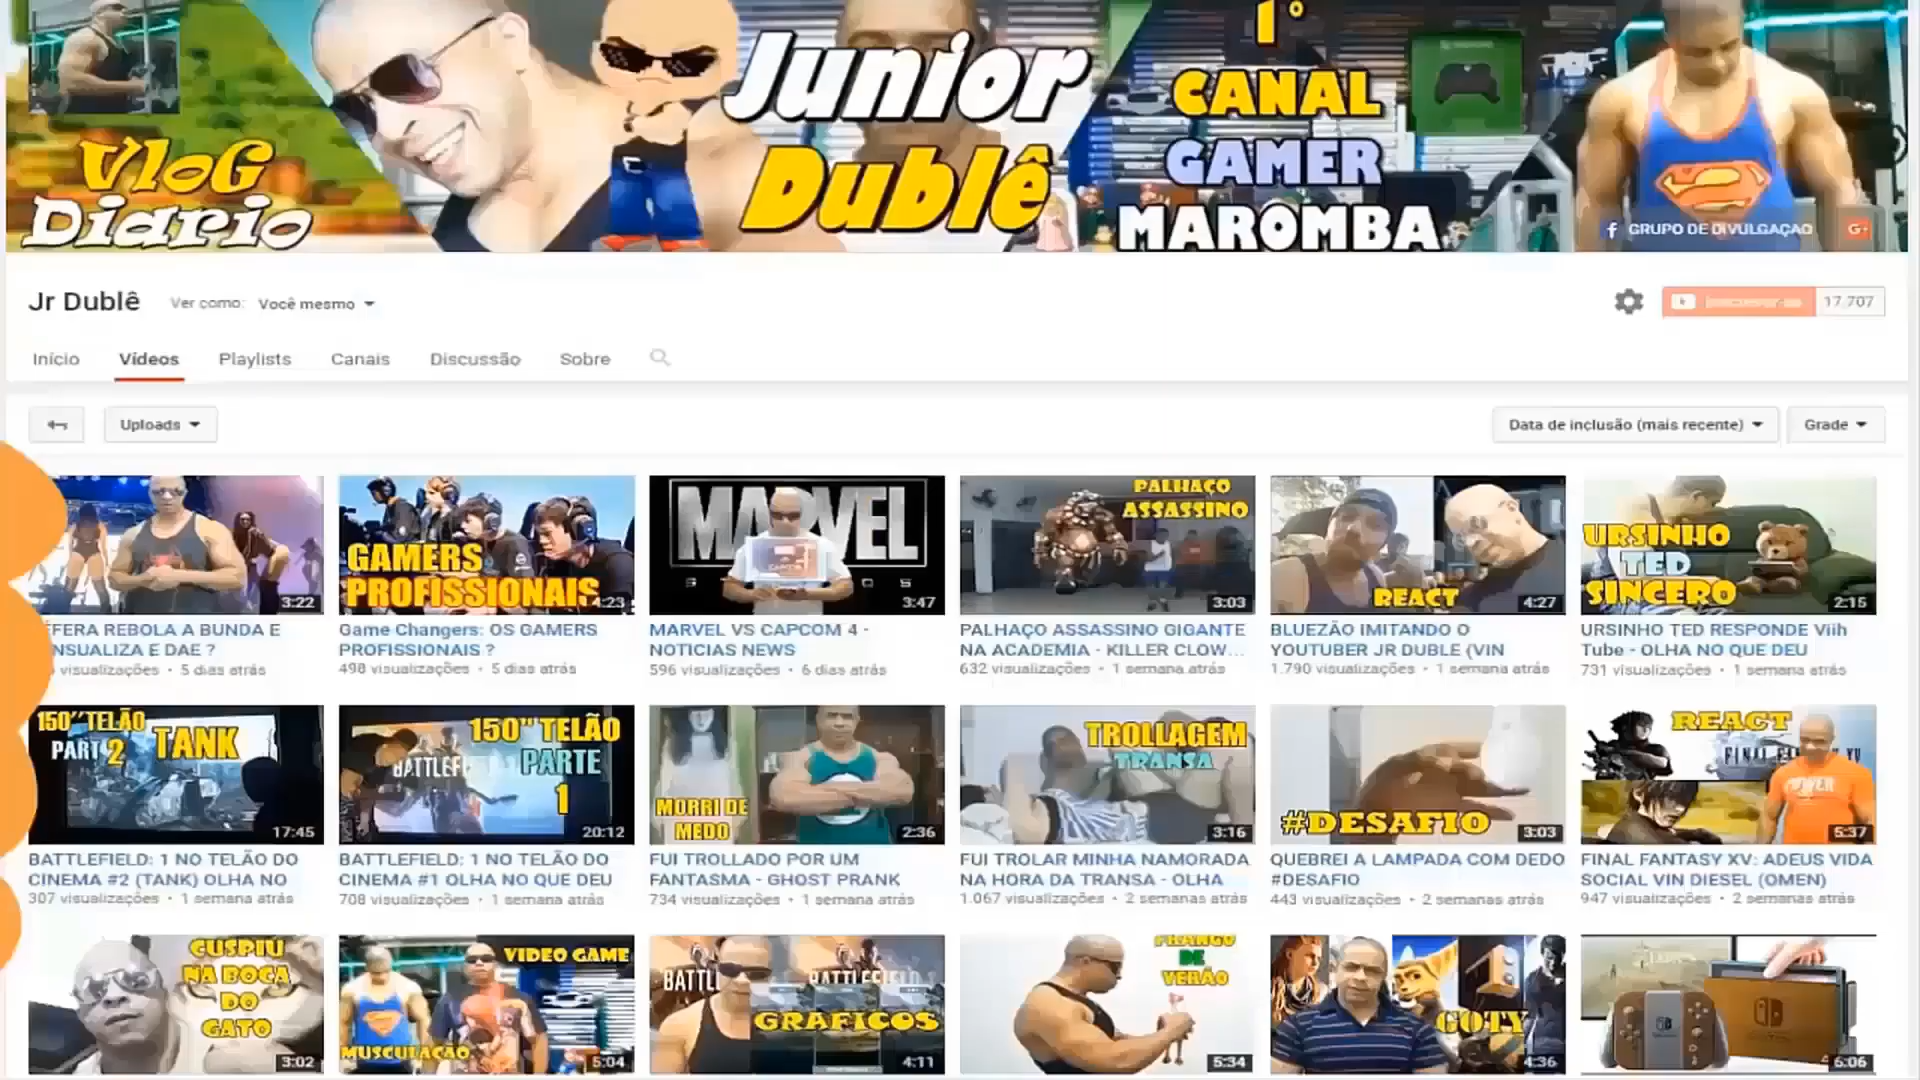 Vlog
Diario
Junior
Dublê
1°
CANAL
GAMER
MAROMBA
GRUPO DE DIVULGAÇÃO
G+
Jr Dublê
Ver como:
Você mesmo
17.707
Início
Vídeos
Playlists
Canais
Discussão
Sobre
Uploads
Data de inclusão (mais recente)
Grade
3:22
GAMERS
PROFISSIONAIS
4:23
MARVEL
3:47
PALHAÇO
ASSASSINO
3:03
REACT
4:27
URSINHO
TED
SINCERO
2:15
FERA REBOLA A BUNDA E
NSUALIZA E DAE ?
visualizações • 5 dias atrás
Game Changers: OS GAMERS
PROFISSIONAIS ?
498 visualizações • 5 dias atrás
MARVEL VS CAPCOM 4 -
NOTICIAS NEWS
596 visualizações • 6 dias atrás
PALHAÇO ASSASSINO GIGANTE
NA ACADEMIA - KILLER CLOW...
632 visualizações • 1 semana atrás
BLUEZÃO IMITANDO O
YOUTUBER JR DUBLE (VIN
1.790 visualizações • 1 semana atrás
URSINHO TED RESPONDE Viih
Tube - OLHA NO QUE DEU
731 visualizações • 1 semana atrás
150" TELÃO
PART 2
TANK
17:45
150" TELÃO
PARTE
1
BATTLEFI
20:12
MORRI DE
MEDO
2:36
TROLLAGEM
TRANSA
3:16
#DESAFIO
3:03
REACT
FINAL FANTASY XV
5:37
BATTLEFIELD: 1 NO TELÃO DO
CINEMA #2 (TANK) OLHA NO
307 visualizações • 1 semana atrás
BATTLEFIELD: 1 NO TELÃO DO
CINEMA #1 OLHA NO QUE DEU
708 visualizações • 1 semana atrás
FUI TROLLADO POR UM
FANTASMA - GHOST PRANK
734 visualizações • 1 semana atrás
FUI TROLAR MINHA NAMORADA
NA HORA DA TRANSA - OLHA
1.067 visualizações • 2 semanas atrás
QUEBREI A LAMPADA COM DEDO
#DESAFIO
443 visualizações • 2 semanas atrás
FINAL FANTASY XV: ADEUS VIDA
SOCIAL VIN DIESEL (OMEN)
947 visualizações • 2 semanas atrás
CUSPIU
NA BOCA
DO
GATO
3:02
VIDEO GAME
MUSCULAÇÃO
5:04
BATTL
BATTLEFIELD 1
GRAFICOS
4:11
FRANGO
DE
VERÃO
5:34
GOTY
4:36
6:06